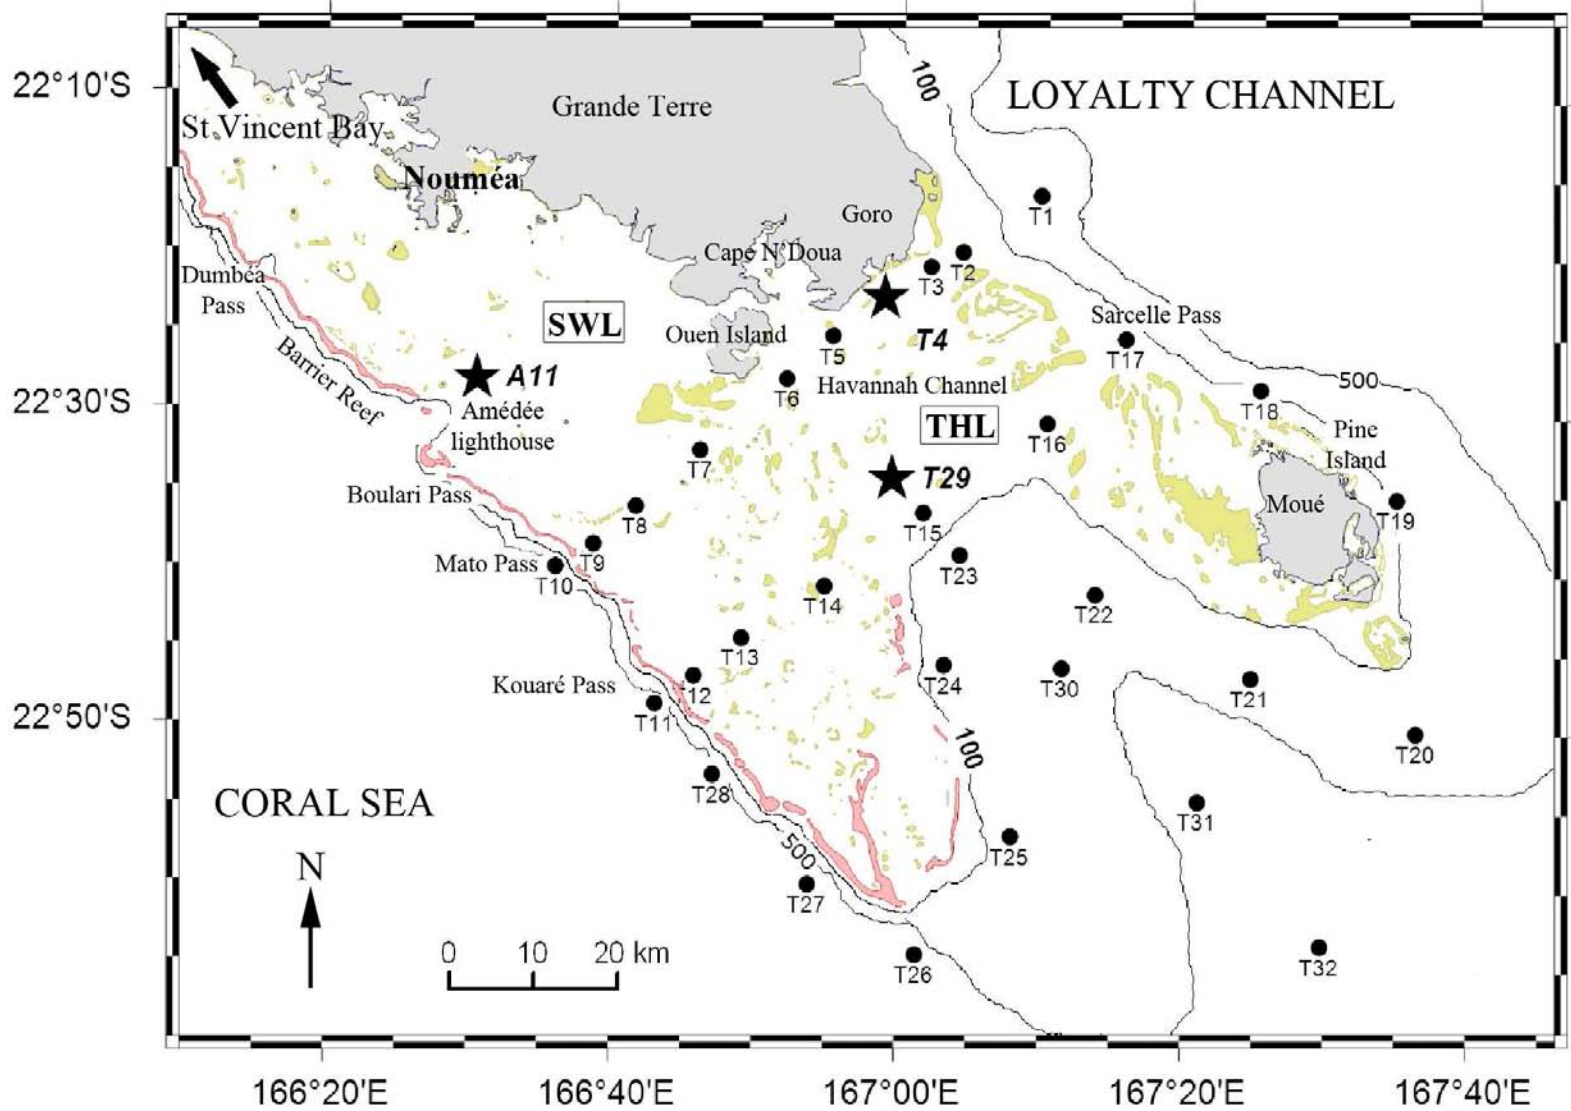 22°10'S
22°30'S
22°50'S
166°20'E
166°40'E
167°00'E
167°20'E
167°40'E
100
LOYALTY CHANNEL
Grande Terre
St Vincent Bay
Nouméa
T1
Goro
Cape N'Doua
T2
T3
Dumbéa
Pass
SWL
Ouen Island
T4
Sarcelle Pass
T5
T17
Barrier Reef
A11
T6
Havannah Channel
500
T18
Amédée
lighthouse
THL
T16
Pine
Island
T7
T29
Boulari Pass
Moué
T8
T15
T19
Mato Pass
T9
T10
T23
T14
T22
T13
Kouaré Pass
T12
T24
T30
T21
T11
100
T20
CORAL SEA
T28
T31
500
T25
N
T27
0 10 20 km
T26
T32